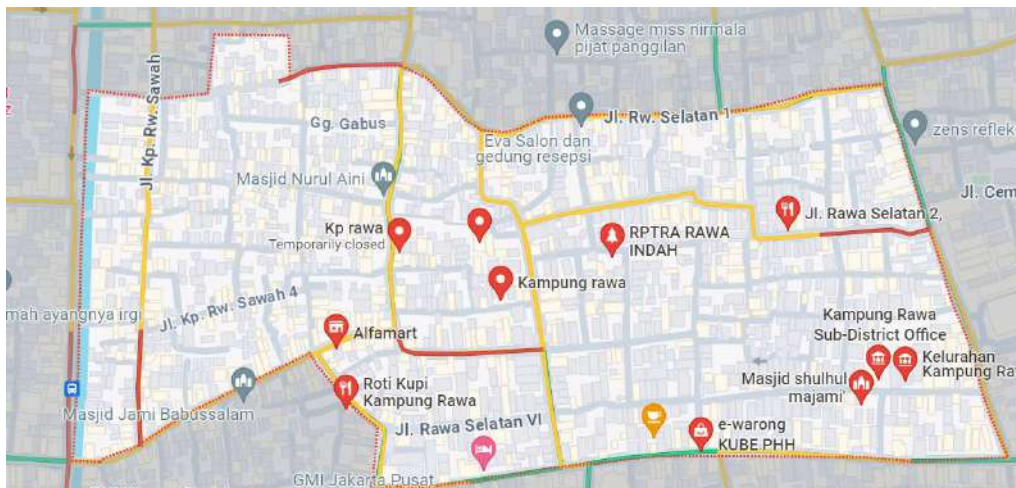 Massage miss nirmala
pijat panggilan
Jl. Kp. Rw. Sawah
Gg. Gabus
Jl. Rw. Selatan 1
Eva Salon dan
gedung resepsi
zens reflek
Masjid Nurul Aini
Jl. Cem
Jl. Rawa Selatan 2,
Kp rawa
Temporarily closed
RPTRA RAWA
INDAH
Kampung rawa
Jl. Kp. Rw. Sawah 4
mah ayangnya irgi
Alfamart
Kampung Rawa
Sub-District Office
Kelurahan
Kampung Ra
Masjid shulhul
majami'
Roti Kupi
Kampung Rawa
Masjid Jami Babussalam
Jl. Rawa Selatan VI
e-warong
KUBE PHH
GMI Jakarta Pusat